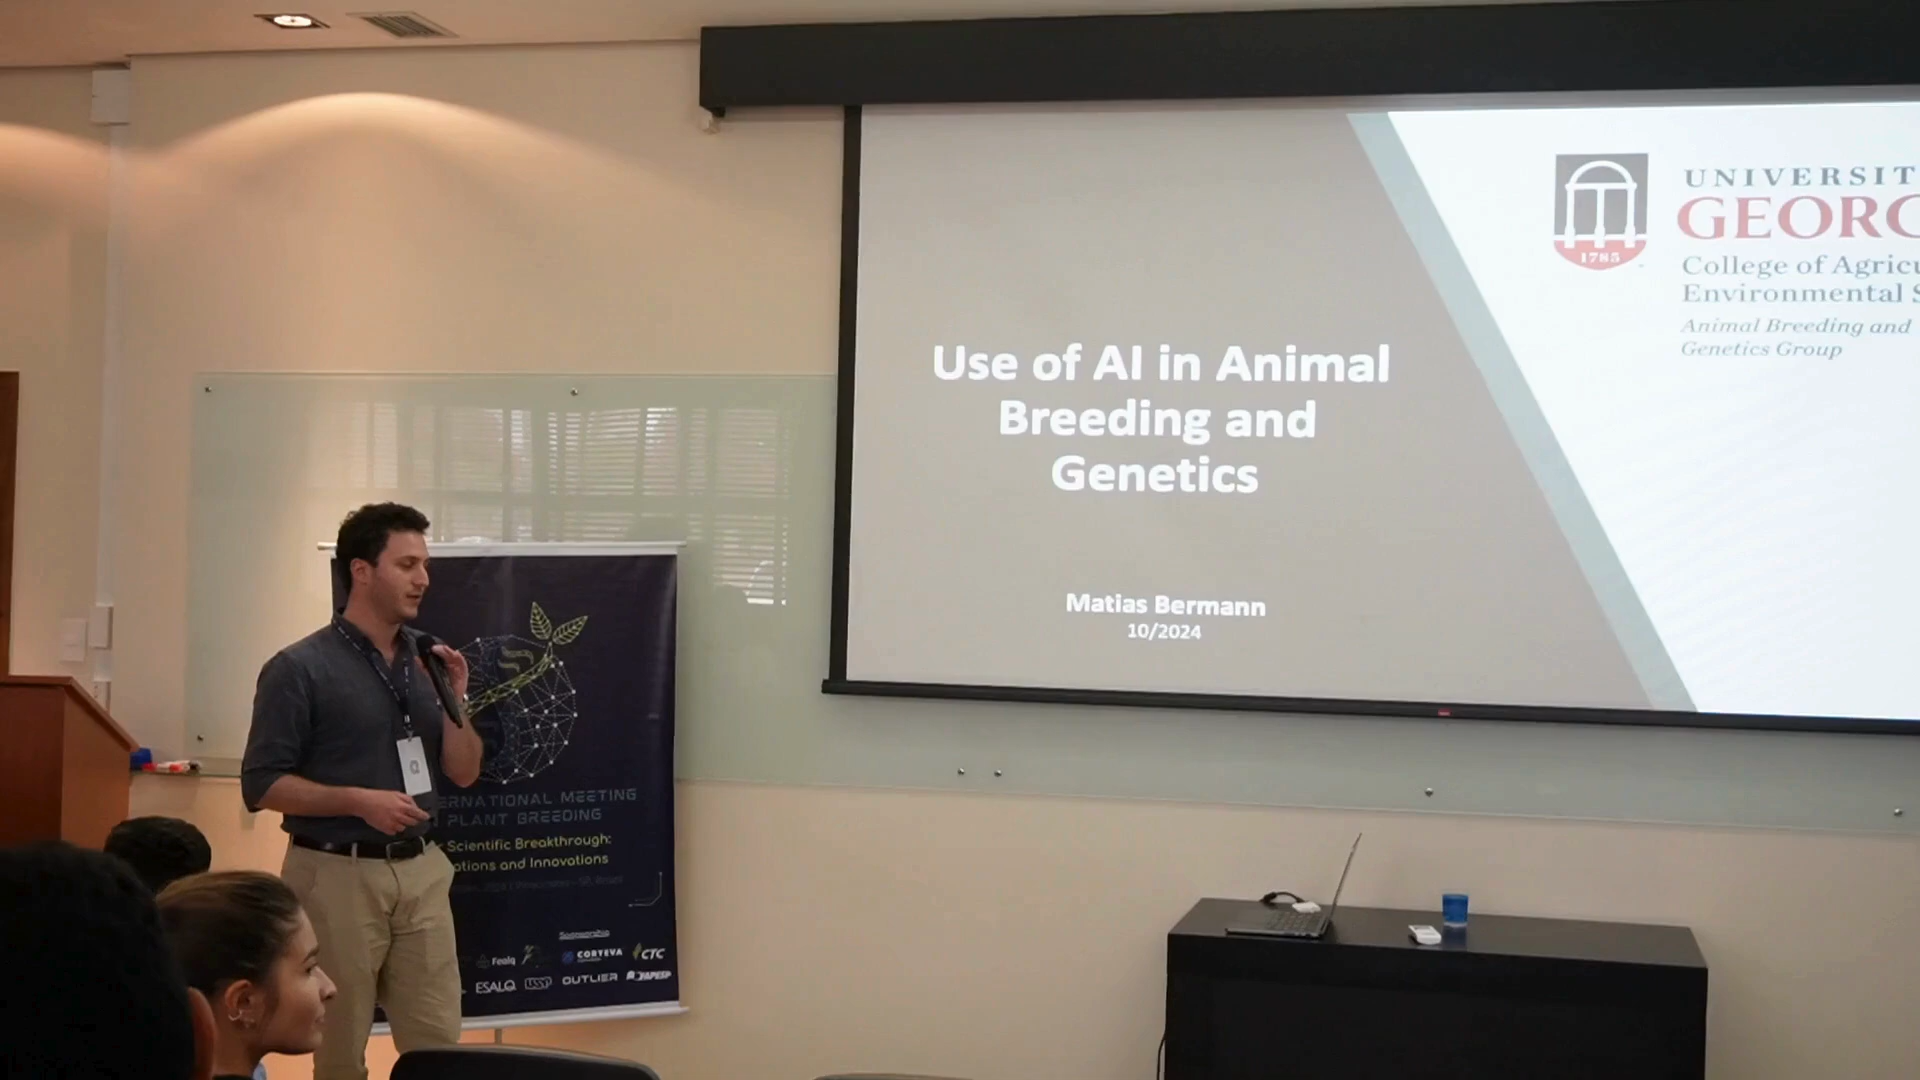 UNIVERSIT
GEORG
1785
College of Agricu
Environmental S
Animal Breeding and
Genetics Group
Use of AI in Animal
Breeding and
Genetics
Matias Bermann
10/2024
ERNATIONAL MEETING
PLANT BREEDING
Scientific Breakthrough:
ations and Innovations
Sponsorship
Fealq
CORTEVA
CTC
ESALQ
USP
OUTLIER
FAPESP